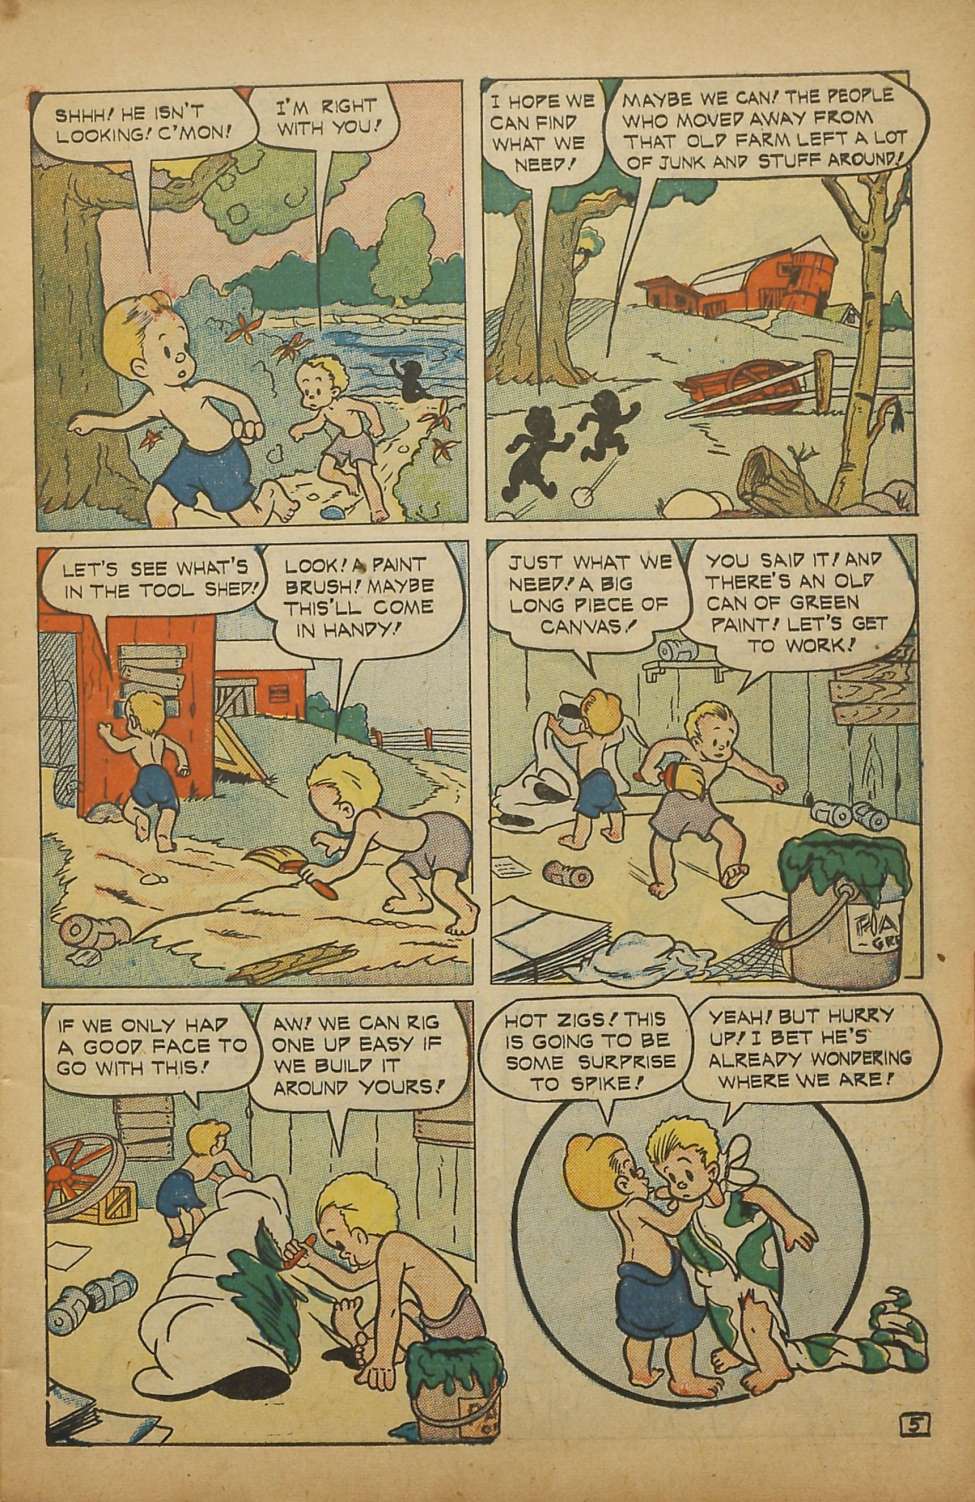 SHHH! HE ISN'T
LOOKING! C'MON!
I'M RIGHT
WITH YOU!
I HOPE WE
CAN FIND
WHAT WE
NEED!
MAYBE WE CAN! THE PEOPLE
WHO MOVED AWAY FROM
THAT OLD FARM LEFT A LOT
OF JUNK AND STUFF AROUND!
LET'S SEE WHAT'S
IN THE TOOL SHED!
LOOK! A PAINT
BRUSH! MAYBE
THIS'LL COME
IN HANDY!
JUST WHAT WE
NEED! A BIG
LONG PIECE OF
CANVAS!
YOU SAID IT! AND
THERE'S AN OLD
CAN OF GREEN
PAINT! LET'S GET
TO WORK!
IF WE ONLY HAD
A GOOD FACE TO
GO WITH THIS!
AW! WE CAN RIG
ONE UP EASY IF
WE BUILD IT
AROUND YOURS!
HOT ZIGS! THIS
IS GOING TO BE
SOME SURPRISE
TO SPIKE!
YEAH! BUT HURRY
UP! I BET HE'S
ALREADY WONDERING
WHERE WE ARE!
5